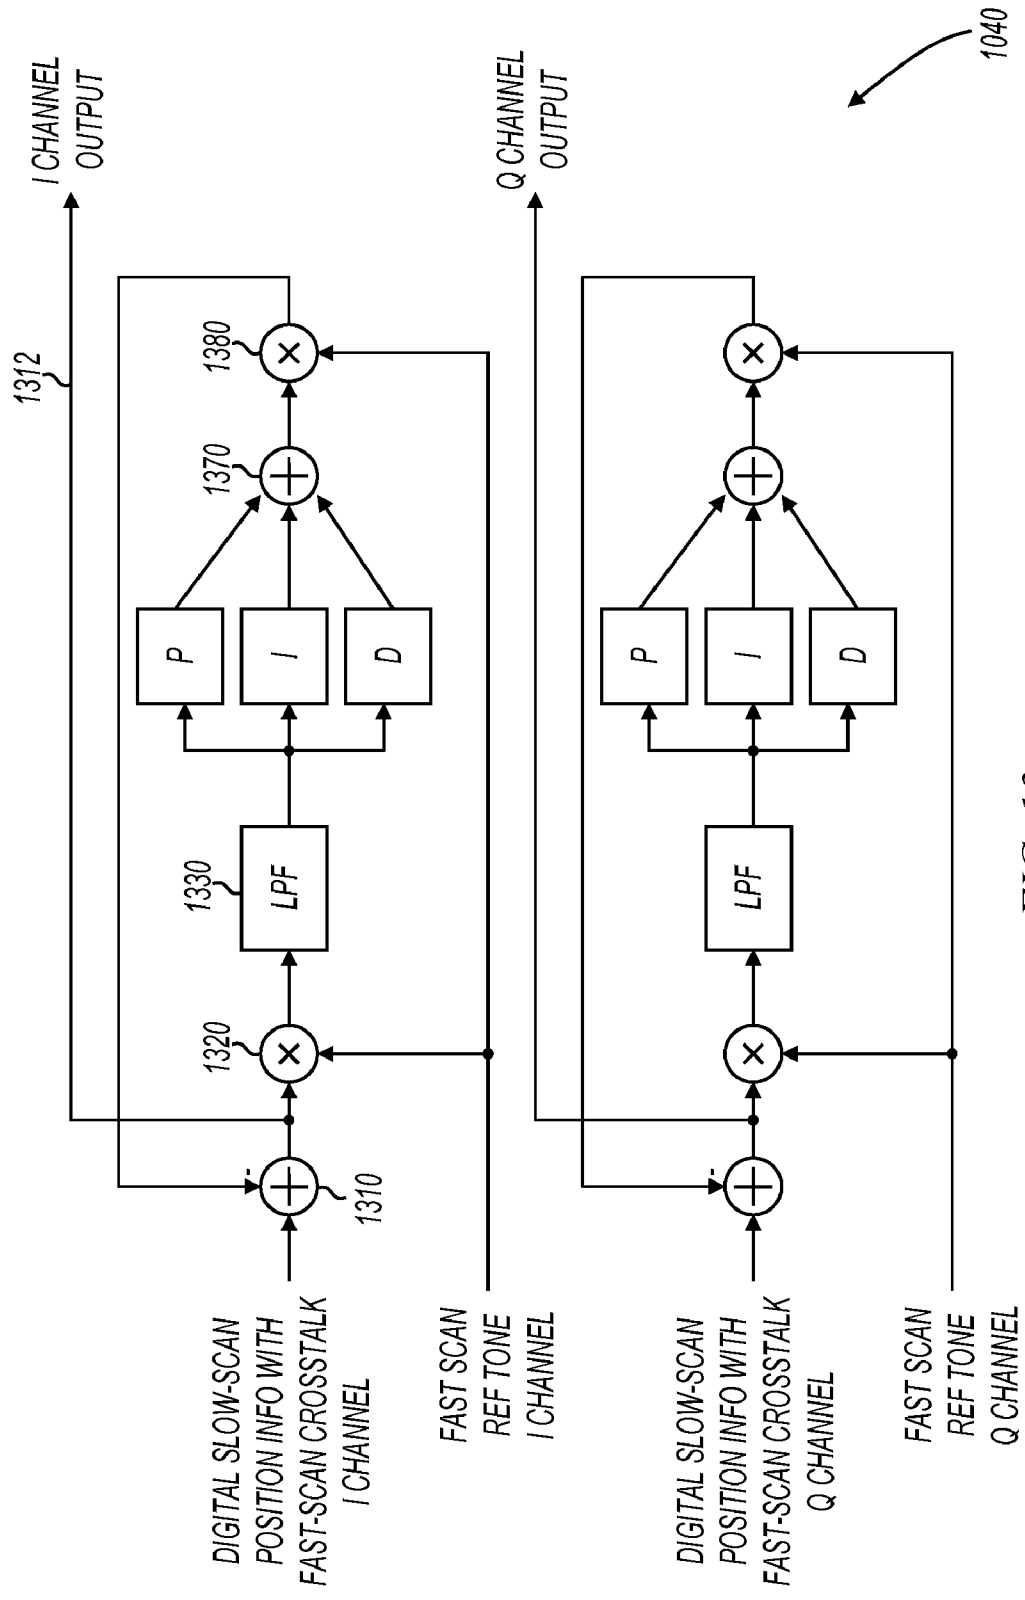 I CHANNEL
OUTPUT
1312
1380
1370
P
I
D
1330
LPF
1320
-
1310
DIGITAL SLOW-SCAN
POSITION INFO WITH
FAST-SCAN CROSSTALK
I CHANNEL
FAST SCAN
REF TONE
I CHANNEL
Q CHANNEL
OUTPUT
P
I
D
LPF
-
DIGITAL SLOW-SCAN
POSITION INFO WITH
FAST-SCAN CROSSTALK
Q CHANNEL
FAST SCAN
REF TONE
Q CHANNEL
1040